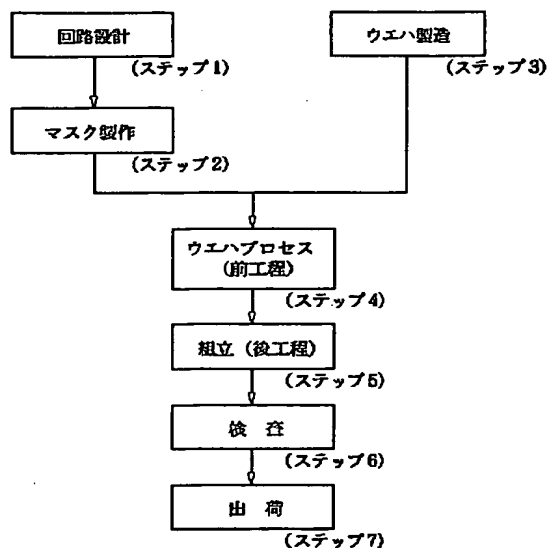 回路設計
(ステップ1)
ウエハ製造
(ステップ3)
マスク製作
(ステップ2)
ウエハプロセス
(前工程)
(ステップ4)
組立(後工程)
(ステップ5)
検 査
(ステップ6)
出 荷
(ステップ7)